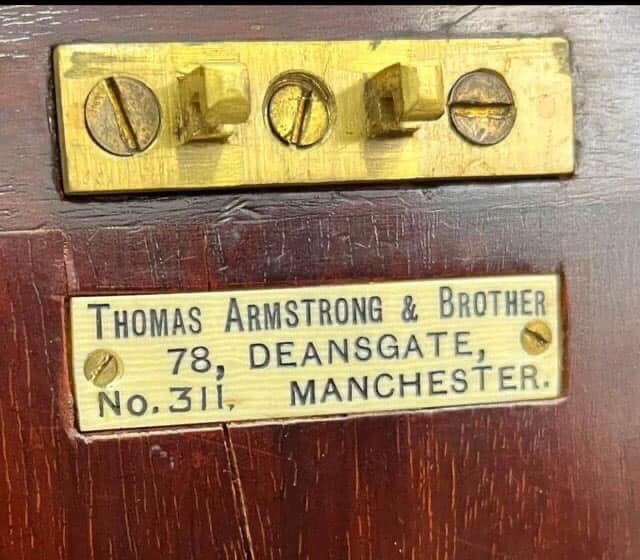 THOMAS ARMSTRONG & BROTHER
78, DEANSGATE,
No. 311, MANCHESTER.